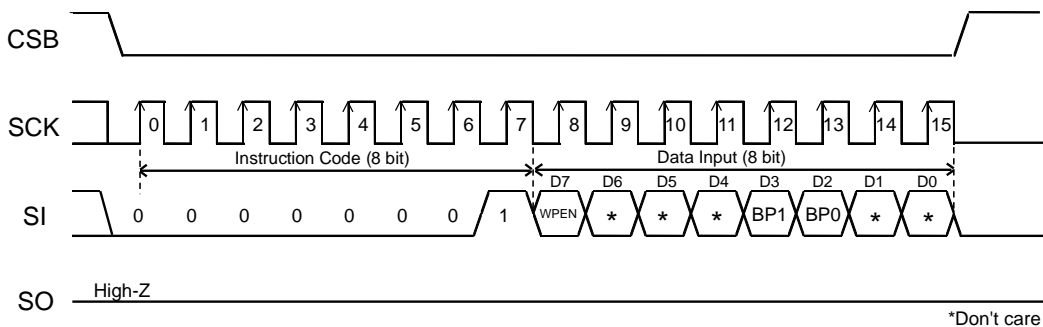 CSB
SCK 0 1 2 3 4 5 6 7 8 9 10 11 12 13 14 15
Instruction Code (8 bit) Data Input (8 bit)
D7 D6 D5 D4 D3 D2 D1 D0
SI 0 0 0 0 0 0 0 1 WPEN * * * BP1 BP0 * *
High-Z
SO
*Don't care